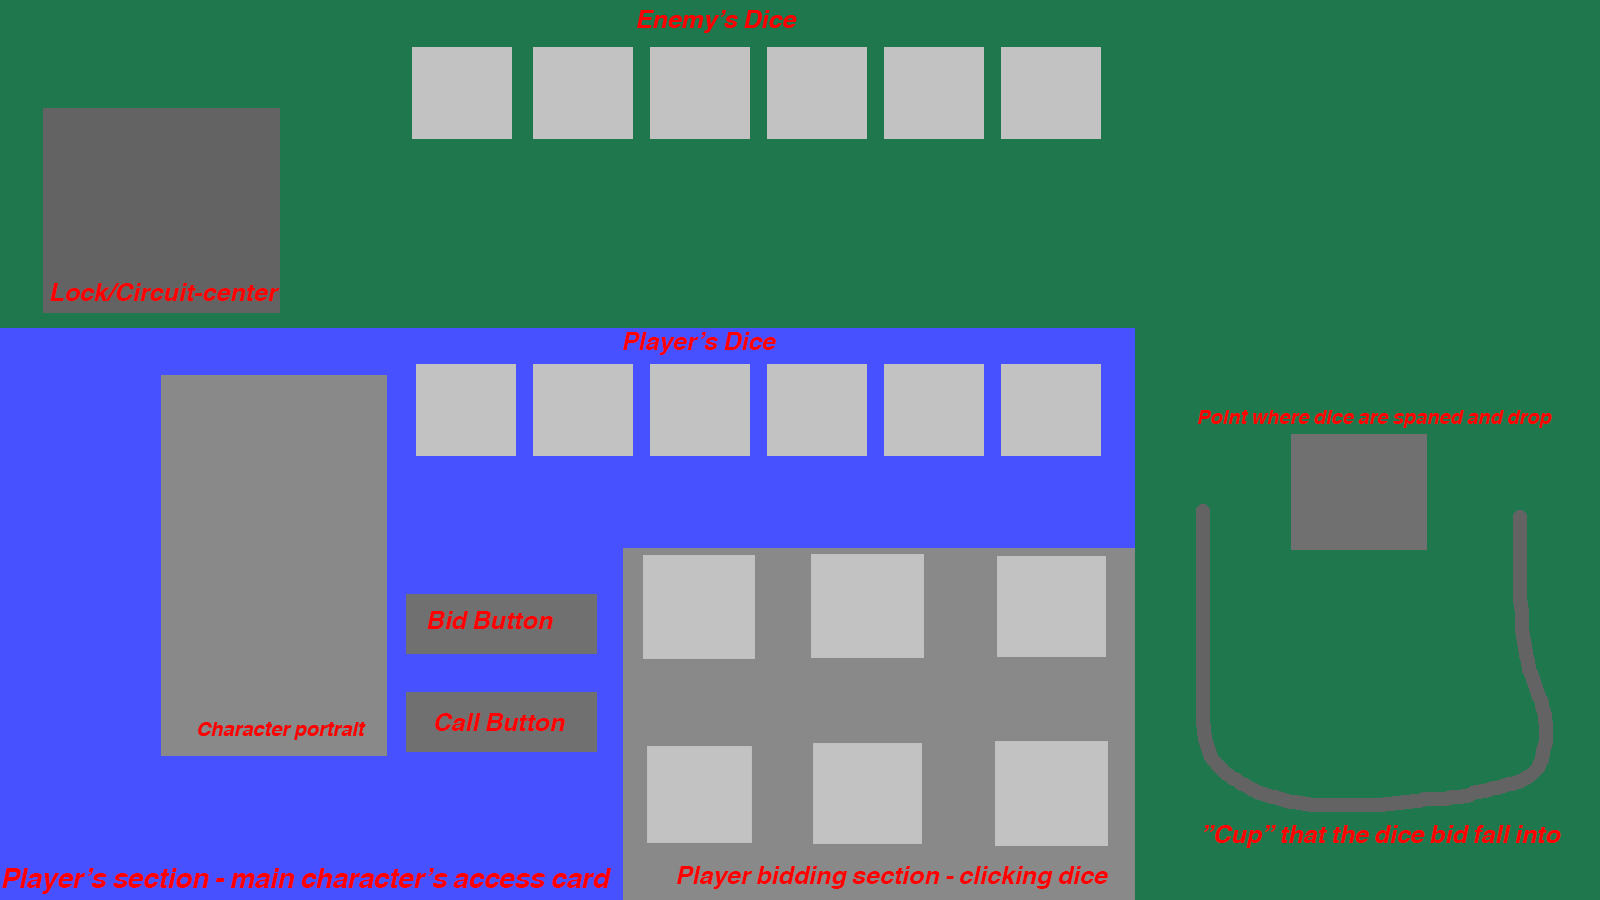 Enemy's Dice
Lock/Circuit-center
Player's Dice
Point where dice are spaned and drop
Bid Button
Call Button
Character portrait
"Cup" that the dice bid fall into
Player's section - main character's access card
Player bidding section - clicking dice